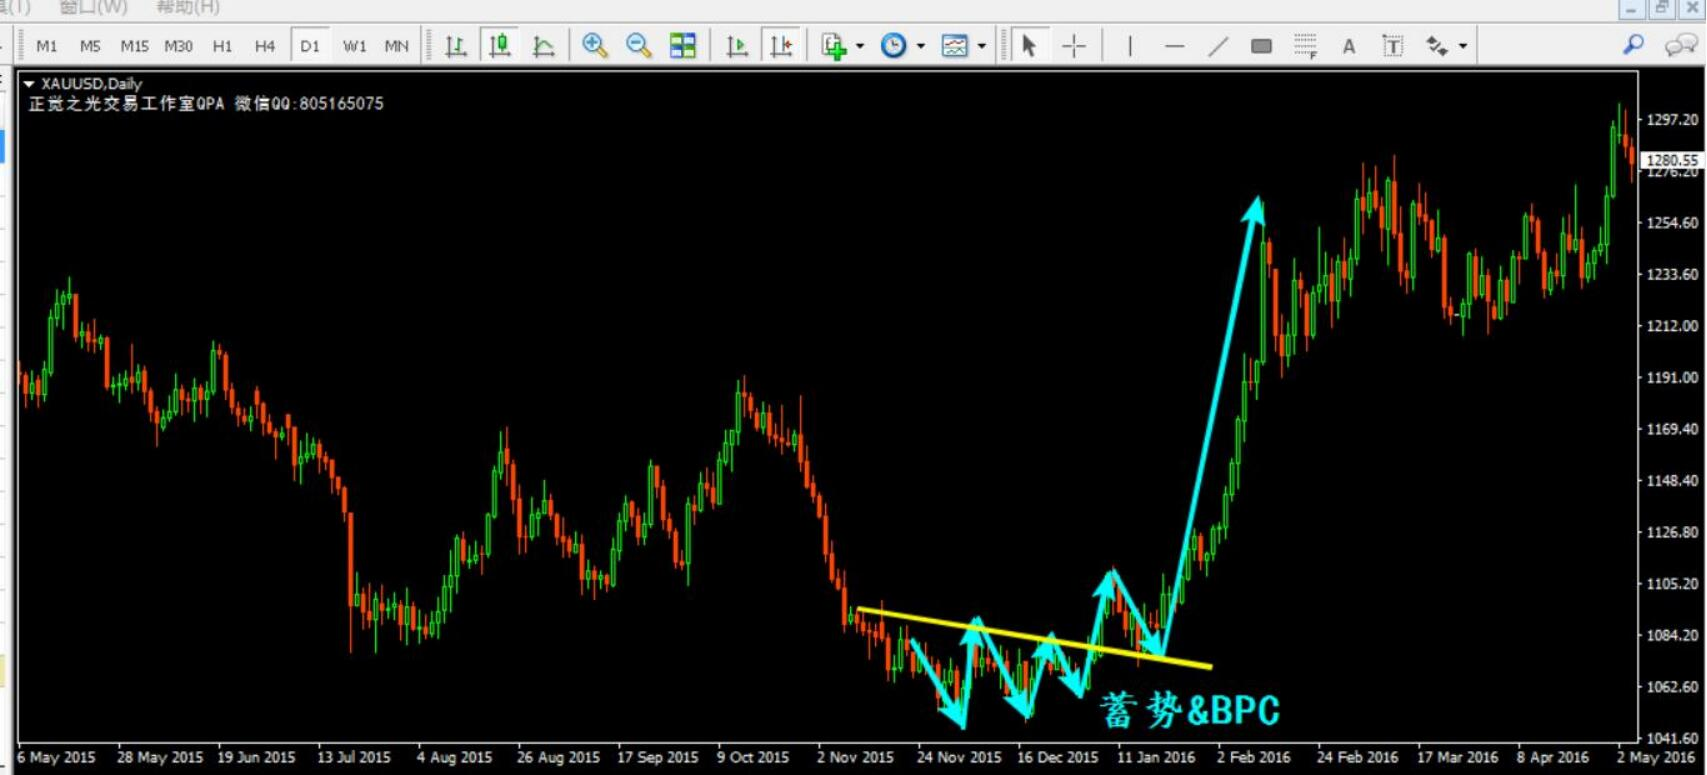 窗口(W) 帮助(H)
M1 M5 M15 M30 H1 H4 D1 W1 MN
XAUUSD,Daily
正觉之光交易工作室QPA 微信QQ:805165075
1297.20
1280.55
1276.20
1254.60
1233.60
1212.00
1191.00
1169.40
1148.40
1126.80
1105.20
1084.20
1062.60
1041.60
蓄势&BPC
6 May 2015 28 May 2015 19 Jun 2015 13 Jul 2015 4 Aug 2015 26 Aug 2015 17 Sep 2015 9 Oct 2015 2 Nov 2015 24 Nov 2015 16 Dec 2015 11 Jan 2016 2 Feb 2016 24 Feb 2016 17 Mar 2016 8 Apr 2016 2 May 2016